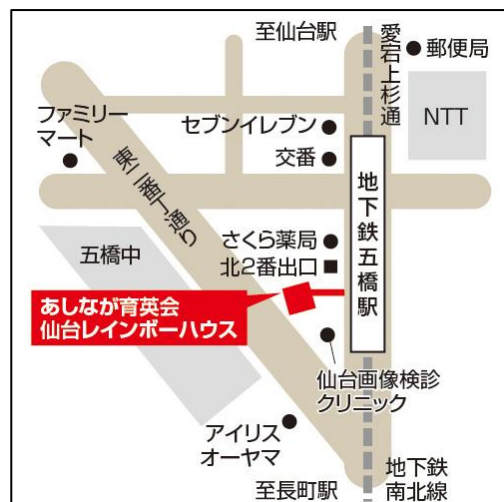 至仙台駅
愛宕上杉通
郵便局
ファミリー
マート
セブンイレブン
NTT
交番
東二番丁通り
地下鉄五橋駅
五橋中
さくら薬局
北2番出口
あしなが育英会
仙台レインボーハウス
仙台画像検診
クリニック
アイリス
オーヤマ
至長町駅
地下鉄
南北線